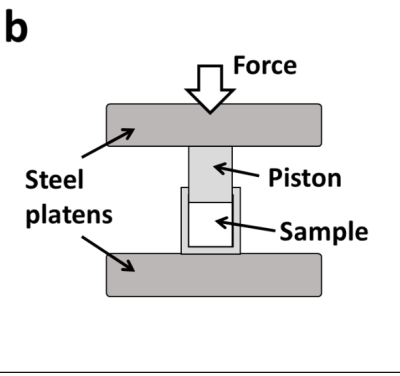 b
Force
Piston
Steel
platens
Sample